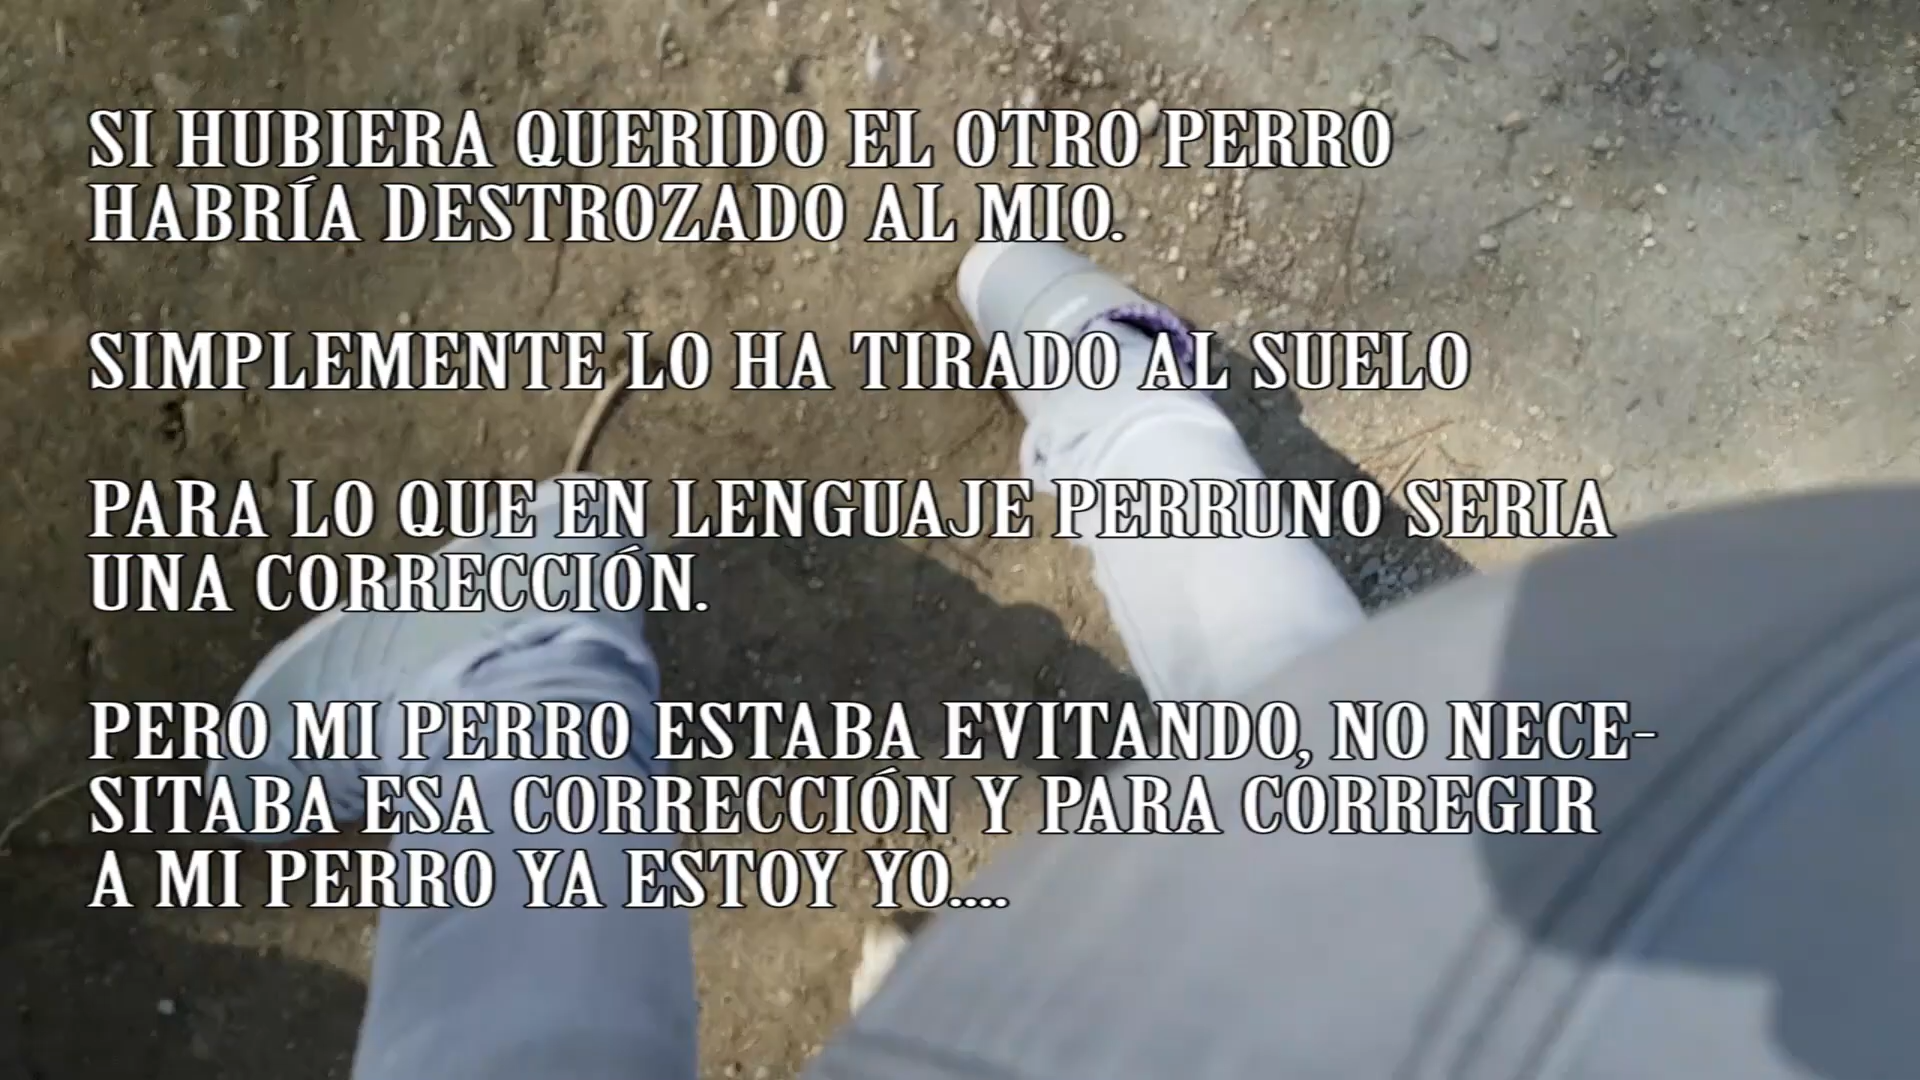 SI HUBIERA QUERIDO EL OTRO PERRO
HABRÍA DESTROZADO AL MIO.
SIMPLEMENTE LO HA TIRADO AL SUELO
PARA LO QUE EN LENGUAJE PERRUNO SERIA
UNA CORRECCIÓN.
PERO MI PERRO ESTABA EVITANDO, NO NECE-
SITABA ESA CORRECCIÓN Y PARA CORREGIR
A MI PERRO YA ESTOY YO....